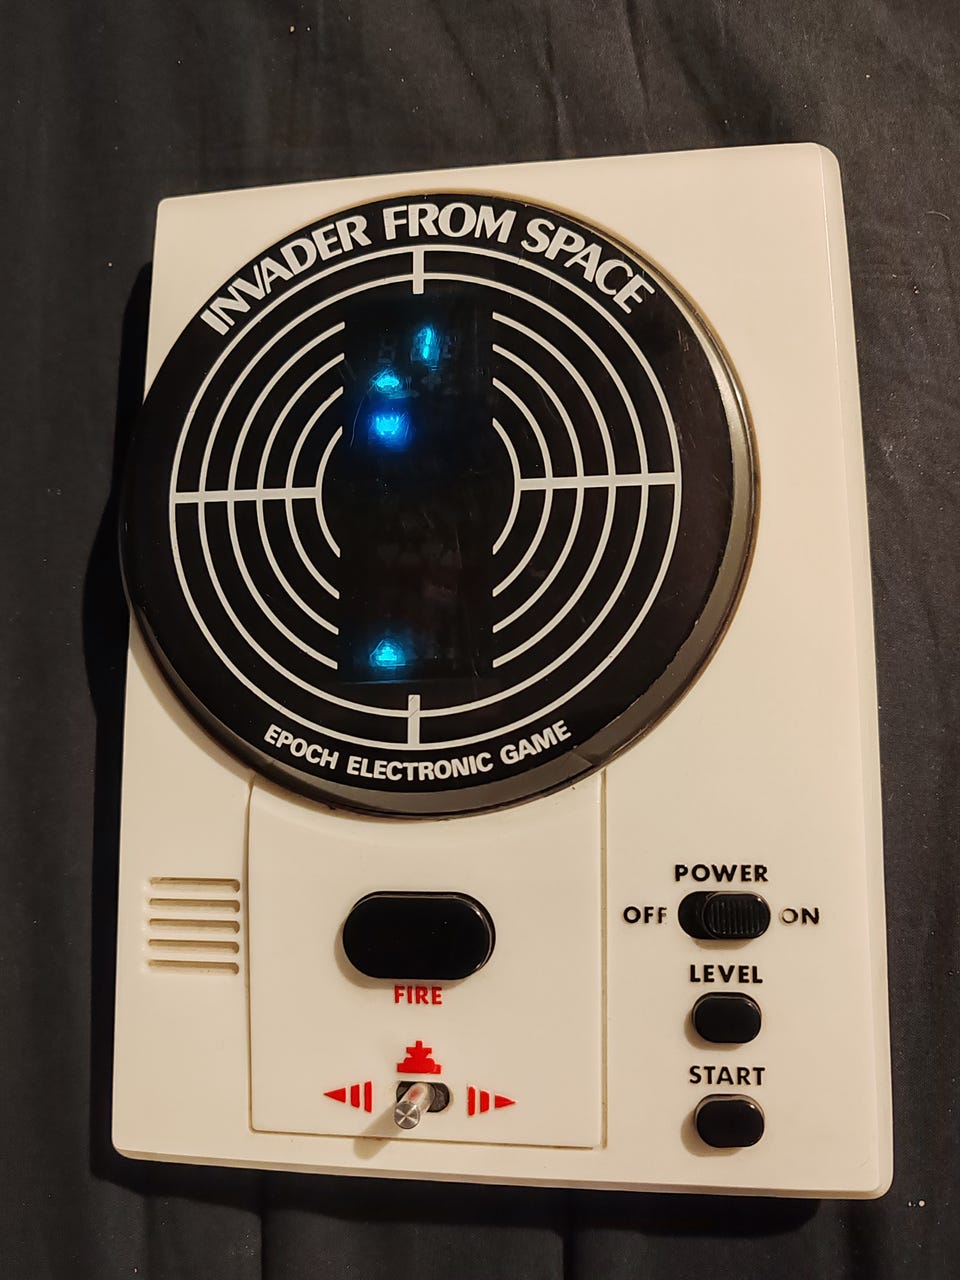 INVADER FROM SPACE
EPOCH ELECTRONIC GAME
POWER
OFF ON
LEVEL
FIRE
START